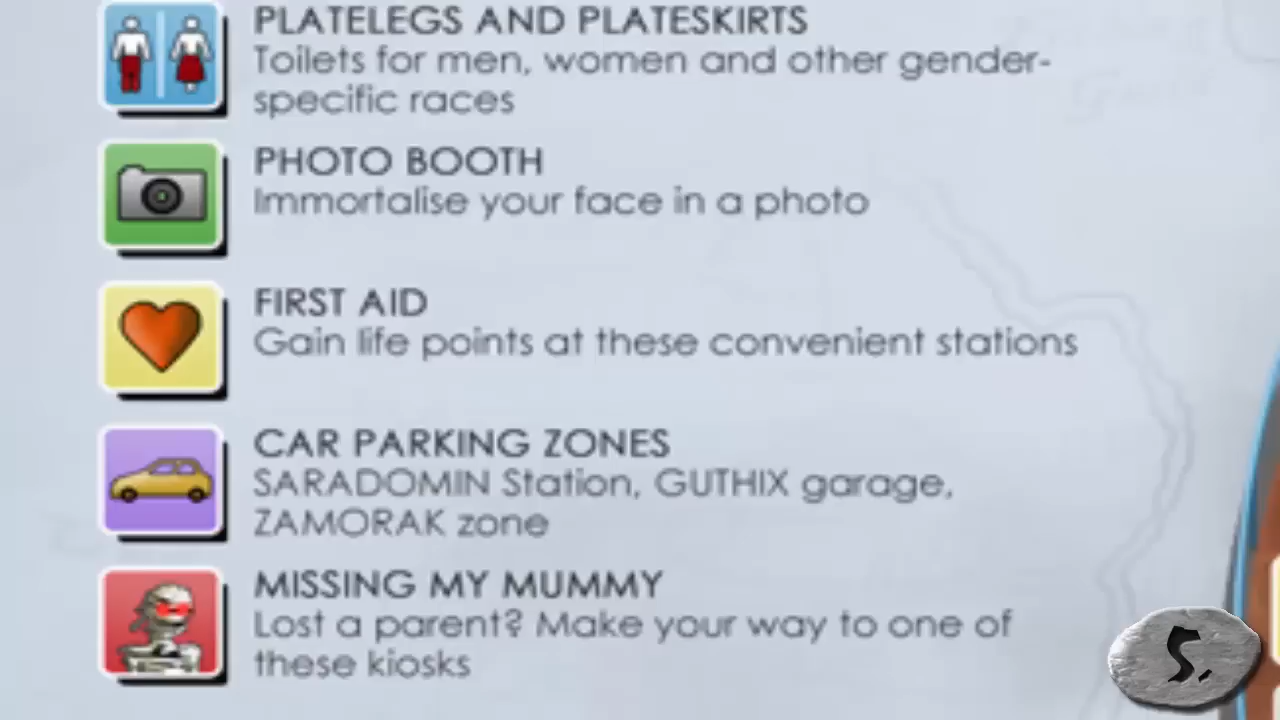 PLATELEGS AND PLATESKIRTS
Toilets for men, women and other gender-
specific races
PHOTO BOOTH
Immortalise your face in a photo
FIRST AID
Gain life points at these convenient stations
CAR PARKING ZONES
SARADOMIN Station, GUTHIX garage,
ZAMORAK zone
MISSING MY MUMMY
Lost a parent? Make your way to one of
these kiosks
S.